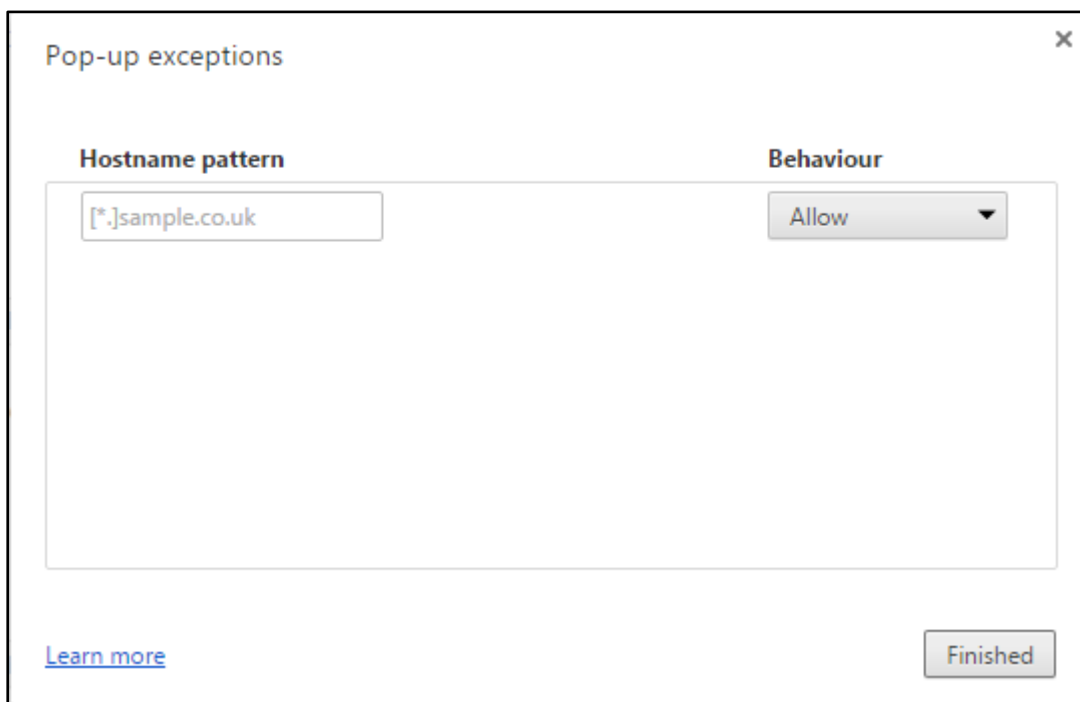 Pop-up exceptions
Hostname pattern Behaviour
[*.]sample.co.uk Allow
Learn more Finished